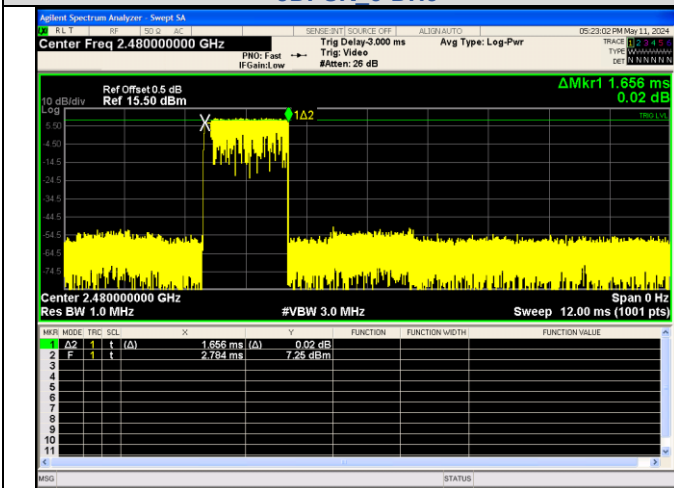 Agilent Spectrum Analyzer - Swept SA
RLT RF 50 Ω AC SENSE:INT SOURCE OFF ALIGNAUTO 05:23:02 PM May 11, 2024
Center Freq 2.480000000 GHz
PNO: Fast
IFGain:Low
Trig Delay-3.000 ms
Trig: Video
#Atten: 26 dB
Avg Type: Log-Pwr
TRACE 1 2 3 4 5 6
TYPE WWWWWW
DET N N N N N N
ΔMkr1 1.656 ms
0.02 dB
Ref Offset 0.5 dB
10 dB/div Ref 15.50 dBm
Log
TRIG LVL
1Δ2
X
5.50
-4.50
-14.5
-24.5
-34.5
-44.5
-54.5
-64.5
-74.5
Center 2.480000000 GHz Span 0 Hz
Res BW 1.0 MHz #VBW 3.0 MHz Sweep 12.00 ms (1001 pts)
MKR MODE TRC SCL X Y FUNCTION FUNCTION WIDTH FUNCTION VALUE
1 Δ2 1 t (Δ) 1.656 ms (Δ) 0.02 dB
2 F 1 t 2.784 ms 7.25 dBm
3
4
5
6
7
8
9
10
11
MSG STATUS